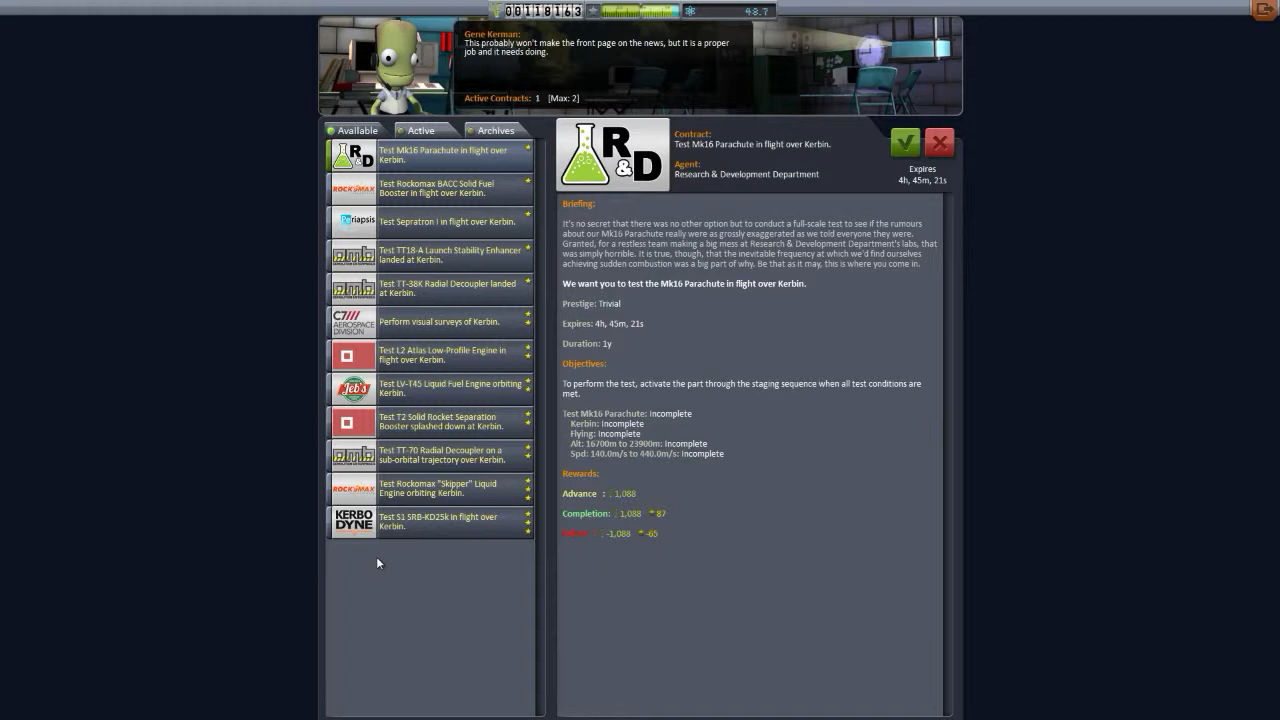 00118163
48.7
Gene Kerman:
This probably won't make the front page on the news, but it is a proper
job and it needs doing.
Active Contracts: 1 [Max: 2]
Available
Active
Archives
R&D
Test Mk16 Parachute in flight over
Kerbin.
ROCKOMAX
Test Rockomax BACC Solid Fuel
Booster in flight over Kerbin.
Periapsis
Test Sepratron I in flight over Kerbin.
Test TT18-A Launch Stability Enhancer
landed at Kerbin.
Test TT-38K Radial Decoupler landed
at Kerbin.
C7///
AEROSPACE
DIVISION
Perform visual surveys of Kerbin.
Test L2 Atlas Low-Profile Engine in
flight over Kerbin.
Jeb's
Test LV-T45 Liquid Fuel Engine orbiting
Kerbin.
Test T2 Solid Rocket Separation
Booster splashed down at Kerbin.
Test TT-70 Radial Decoupler on a
sub-orbital trajectory over Kerbin.
ROCKOMAX
Test Rockomax "Skipper" Liquid
Engine orbiting Kerbin.
KERBO
DYNE
Test S1 SRB-KD25k in flight over
Kerbin.
R&D
Contract:
Test Mk16 Parachute in flight over Kerbin.
Agent:
Research & Development Department
Expires
4h, 45m, 21s
Briefing:
It's no secret that there was no other option but to conduct a full-scale test to see if the rumours
about our Mk16 Parachute really were as grossly exaggerated as we told everyone they were.
Granted, for a restless team making a big mess at Research & Development Department's labs, that
was simply horrible. It is true, though, that the inevitable frequency at which we'd find ourselves
achieving sudden combustion was a big part of why. Be that as it may, this is where you come in.
We want you to test the Mk16 Parachute in flight over Kerbin.
Prestige: Trivial
Expires: 4h, 45m, 21s
Duration: 1y
Objectives:
To perform the test, activate the part through the staging sequence when all test conditions are
met.
Test Mk16 Parachute: Incomplete
Kerbin: Incomplete
Flying: Incomplete
Alt: 16700m to 23900m: Incomplete
Spd: 140.0m/s to 440.0m/s: Incomplete
Rewards:
Advance : 1,088
Completion: 1,088 87
-1,088 -65